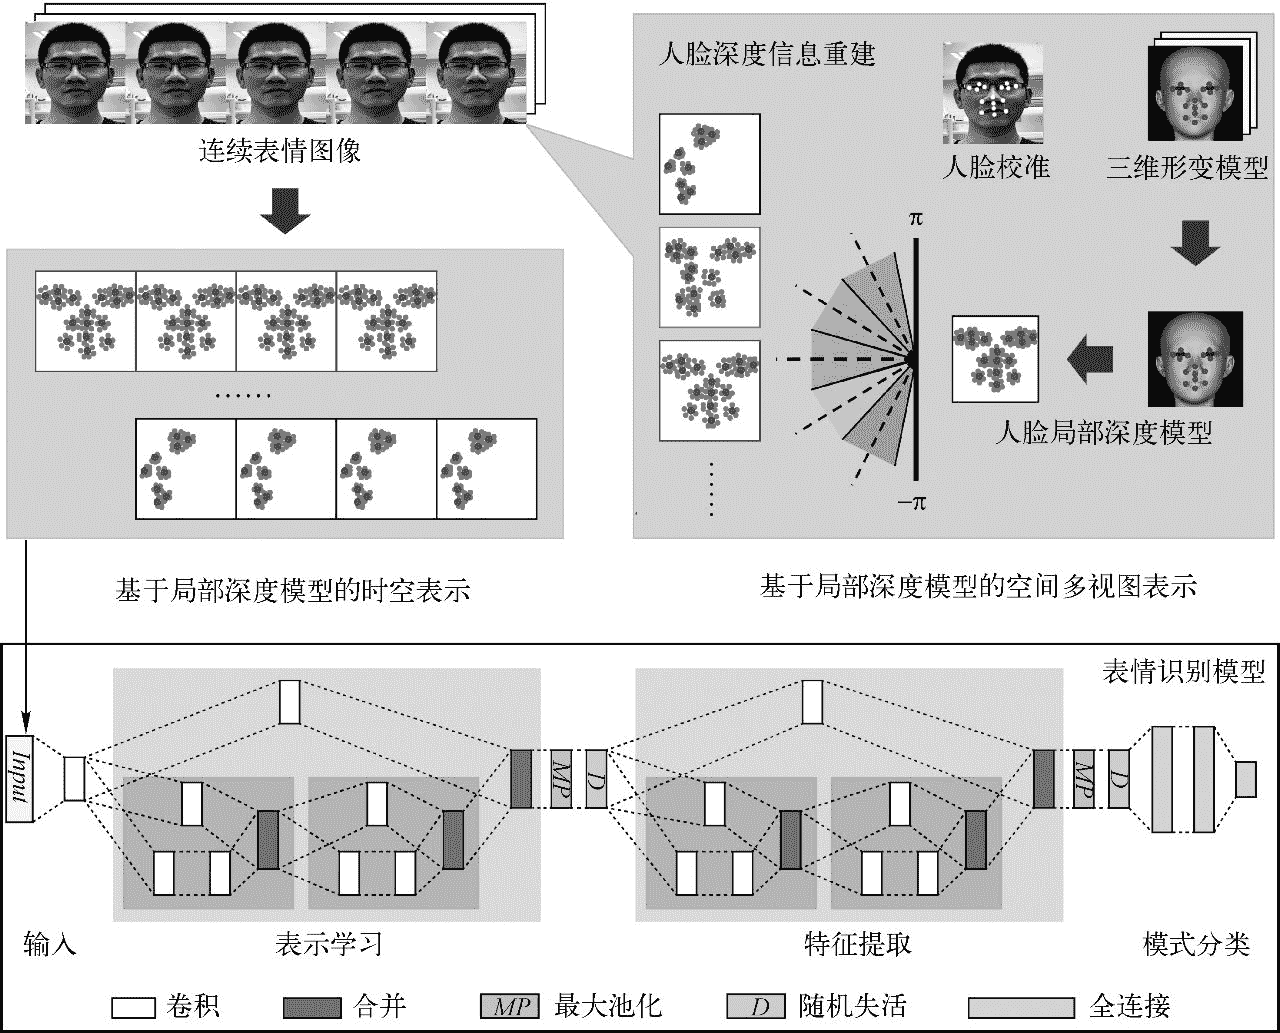 连续表情图像
人脸深度信息重建
人脸校准
三维形变模型
π
−π
人脸局部深度模型
……
……
基于局部深度模型的时空表示
基于局部深度模型的空间多视图表示
表情识别模型
Input
MP
D
MP
D
输入
表示学习
特征提取
模式分类
卷积
合并
MP 最大池化
D 随机失活
全连接